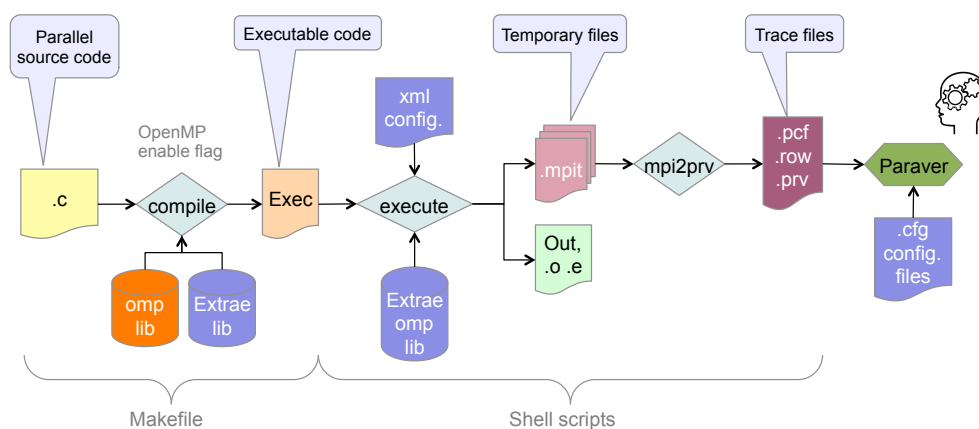 Parallel
source code
Executable code
Temporary files
Trace files
xml
config.
OpenMP
enable flag
.c
compile
Exec
execute
.mpit
mpi2prv
.pcf
.row
.prv
Paraver
omp
lib
Extrae
lib
Extrae
omp
lib
Out,
.o .e
.cfg
config.
files
Makefile
Shell scripts